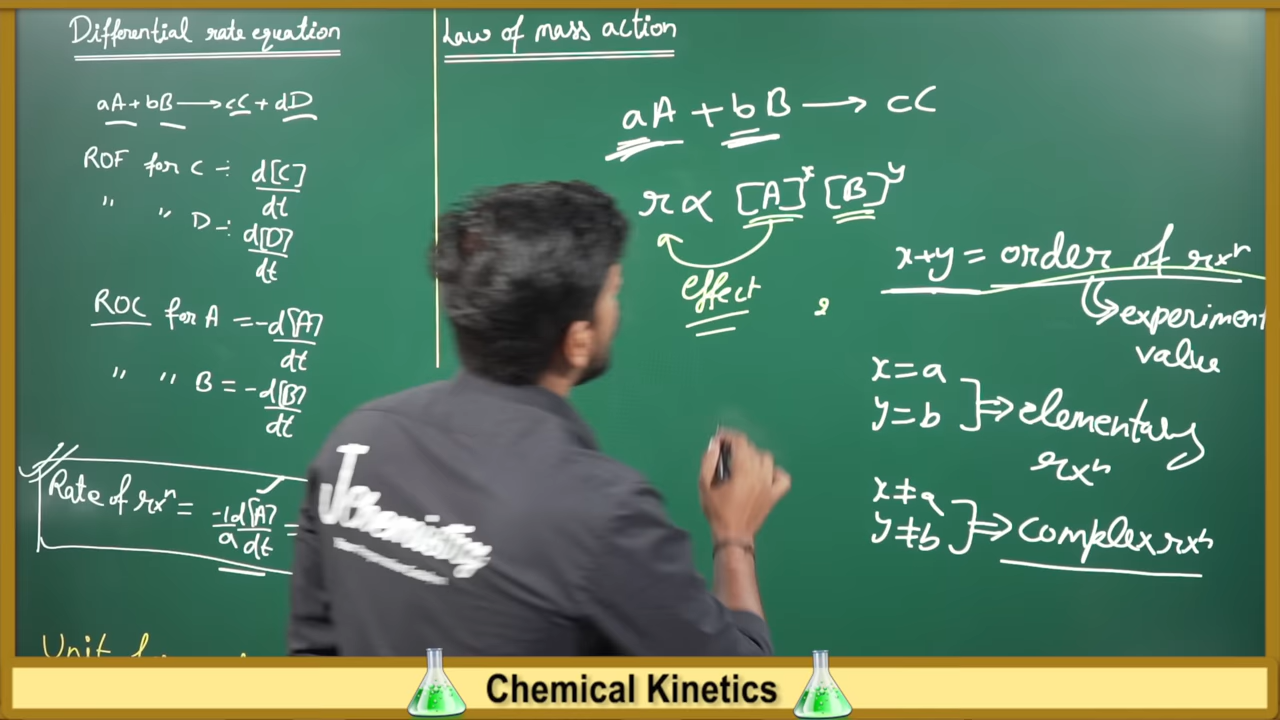 Differential rate equation
aA + bB ⟶ cC + dD
ROF for C ÷ d[C]/dt
" " D ÷ d[D]/dt
ROC for A = -d[A]/dt
" " B = -d[B]/dt
Rate of rxⁿ = -1/a d[A]/dt =
Law of mass action
aA + bB ⟶ cC
r ∝ [A]ˣ [B]ʸ
effect
x+y = order of rxⁿ
experiment
value
x = a
y = b ⇒ elementary
rxⁿ
x ≠ a
y ≠ b ⇒ complex rxⁿ
Jchemistry
Chemical Kinetics